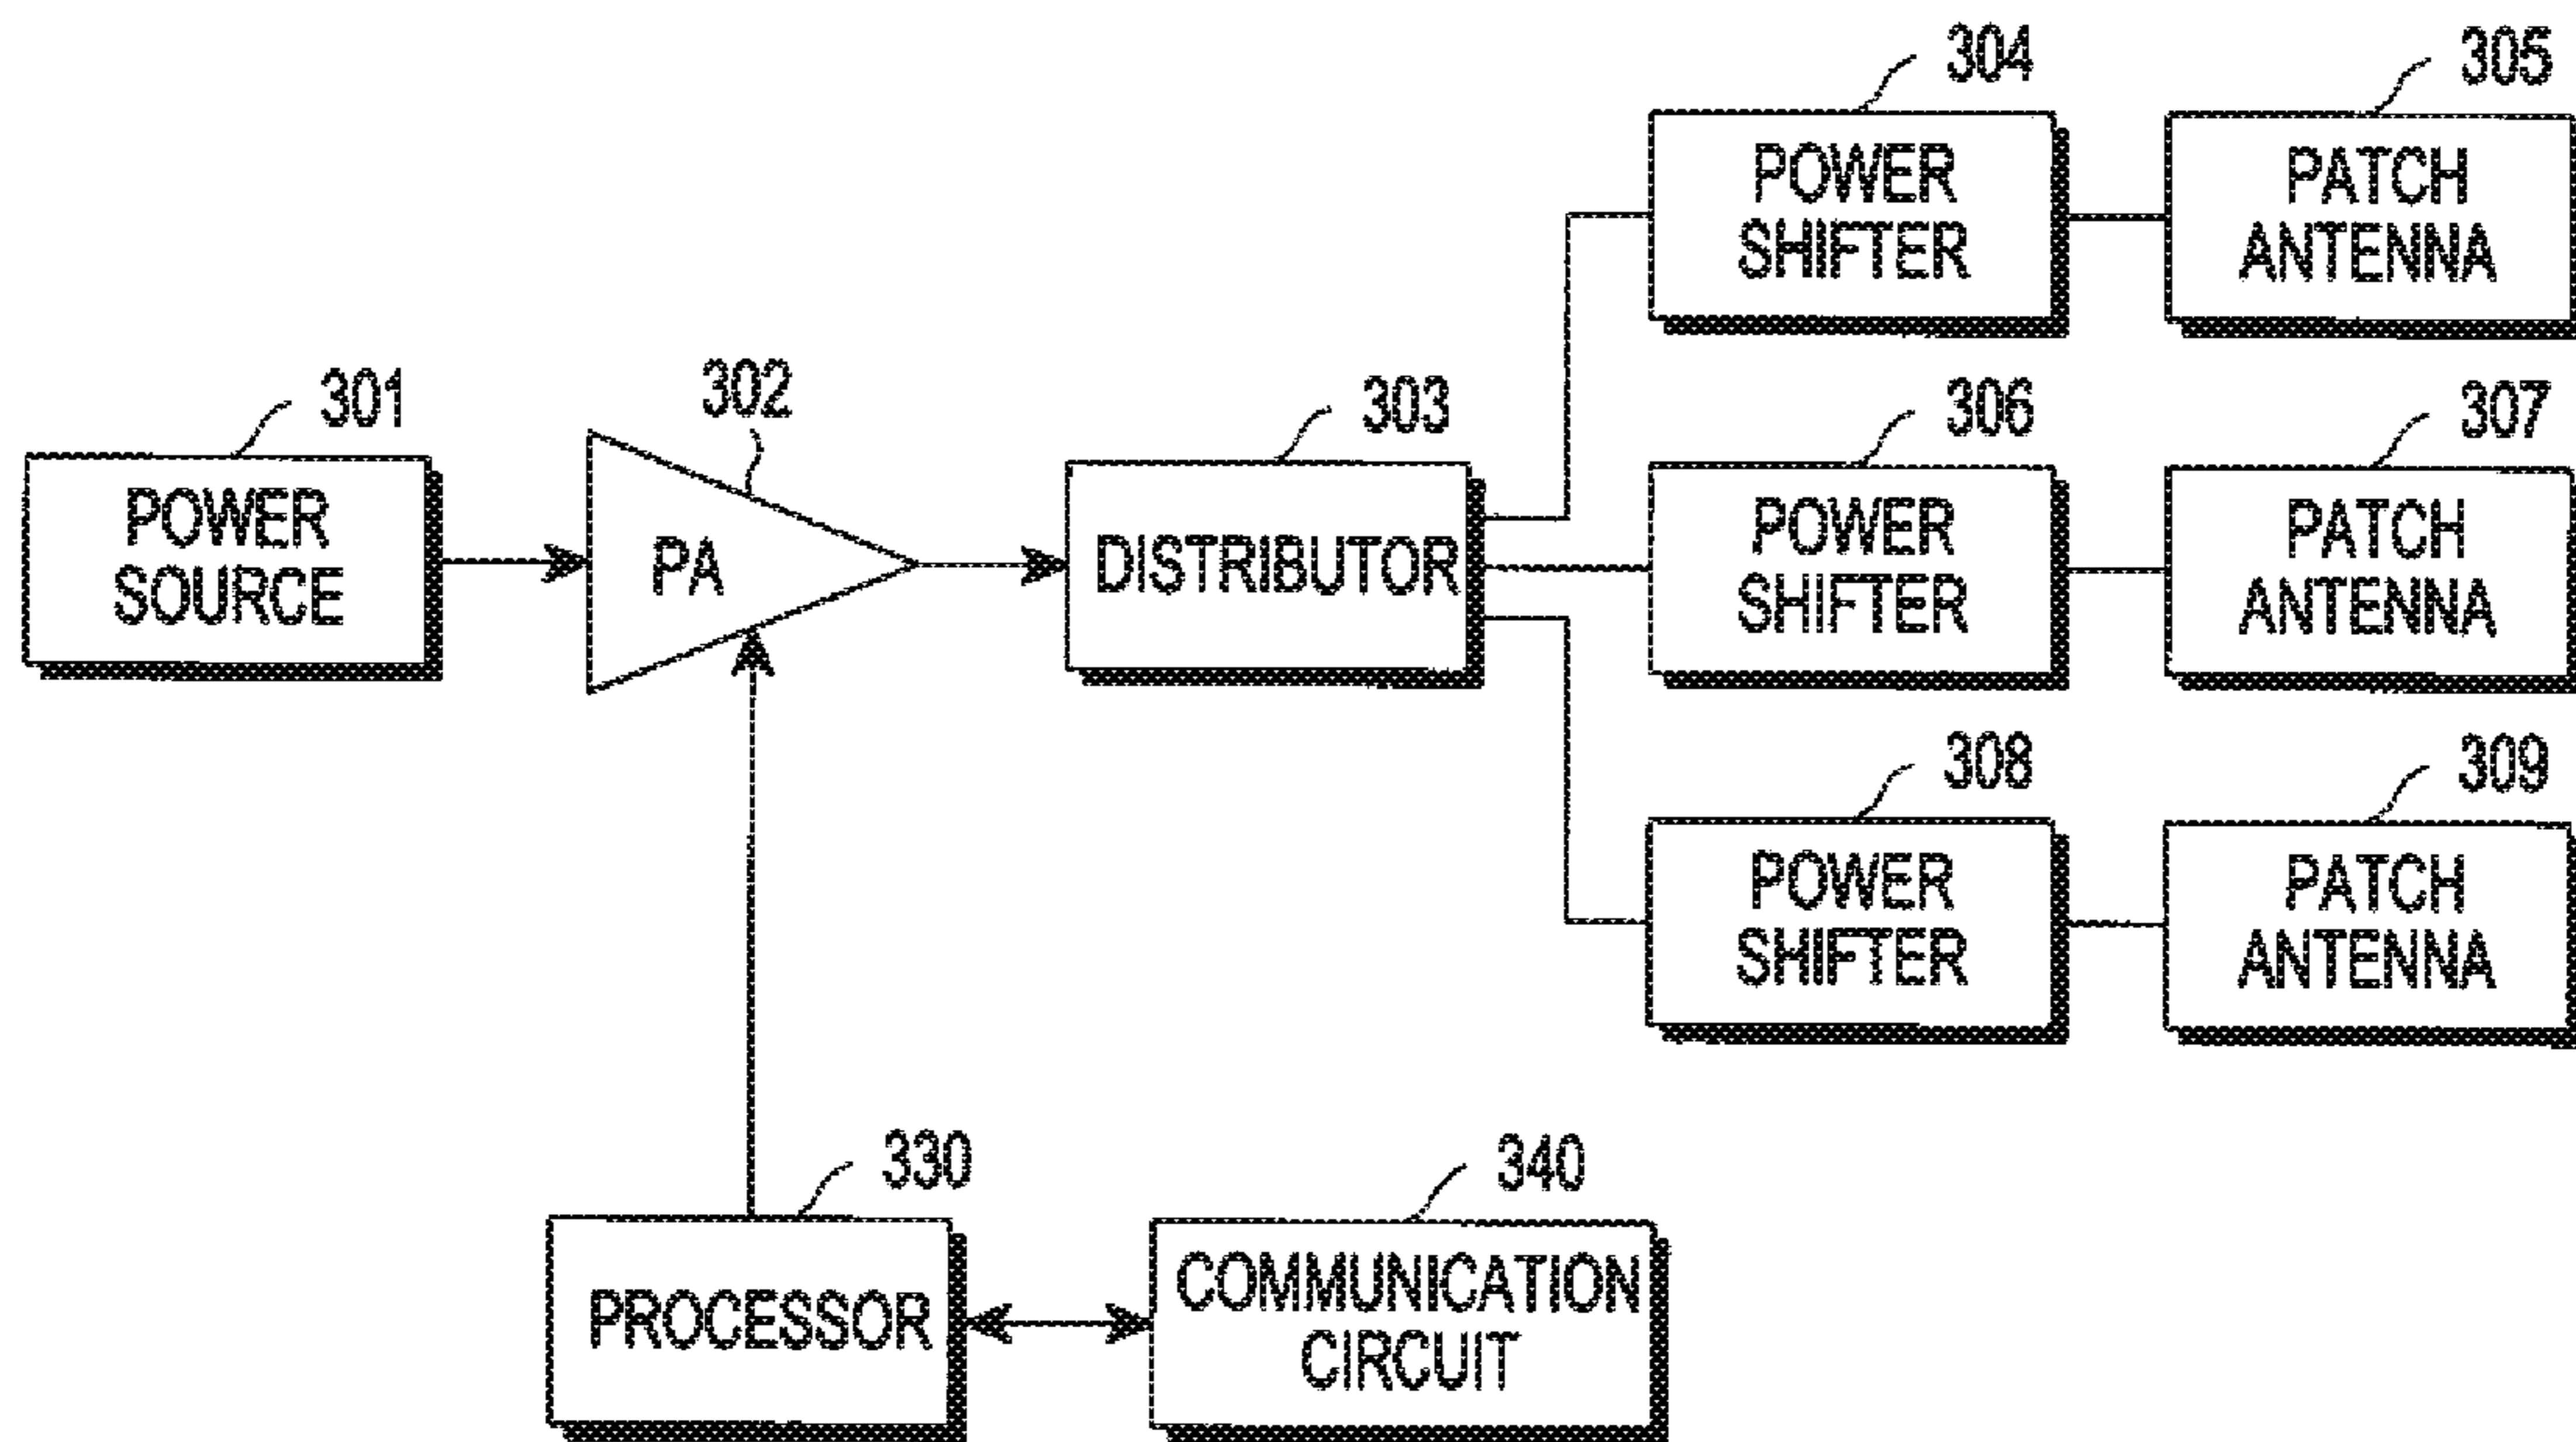 304
305
POWER
SHIFTER
PATCH
ANTENNA
301
302
303
306
307
POWER
SOURCE
PA
DISTRIBUTOR
POWER
SHIFTER
PATCH
ANTENNA
308
309
POWER
SHIFTER
PATCH
ANTENNA
330
340
PROCESSOR
COMMUNICATION
CIRCUIT